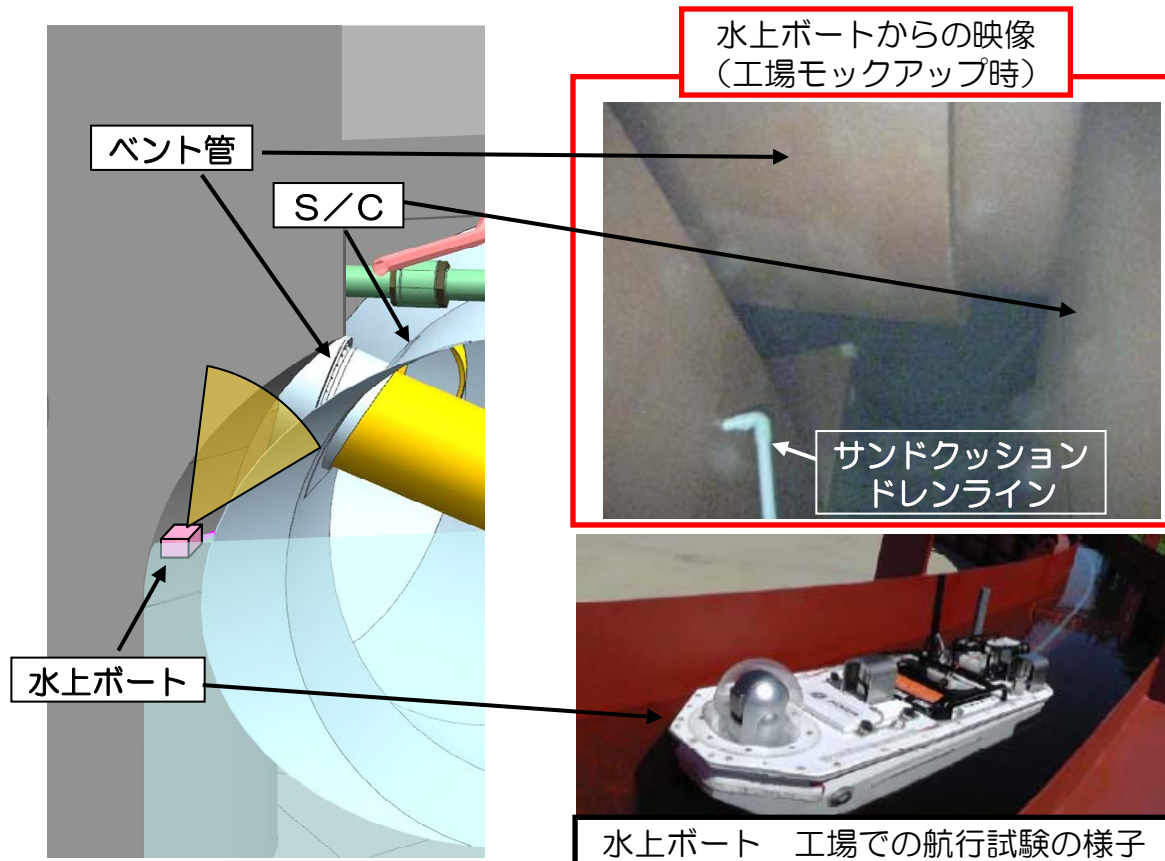 水上ボートからの映像
（工場モックアップ時）
ベント管
Ｓ／Ｃ
サンドクッション
ドレンライン
水上ボート
水上ボート　工場での航行試験の様子